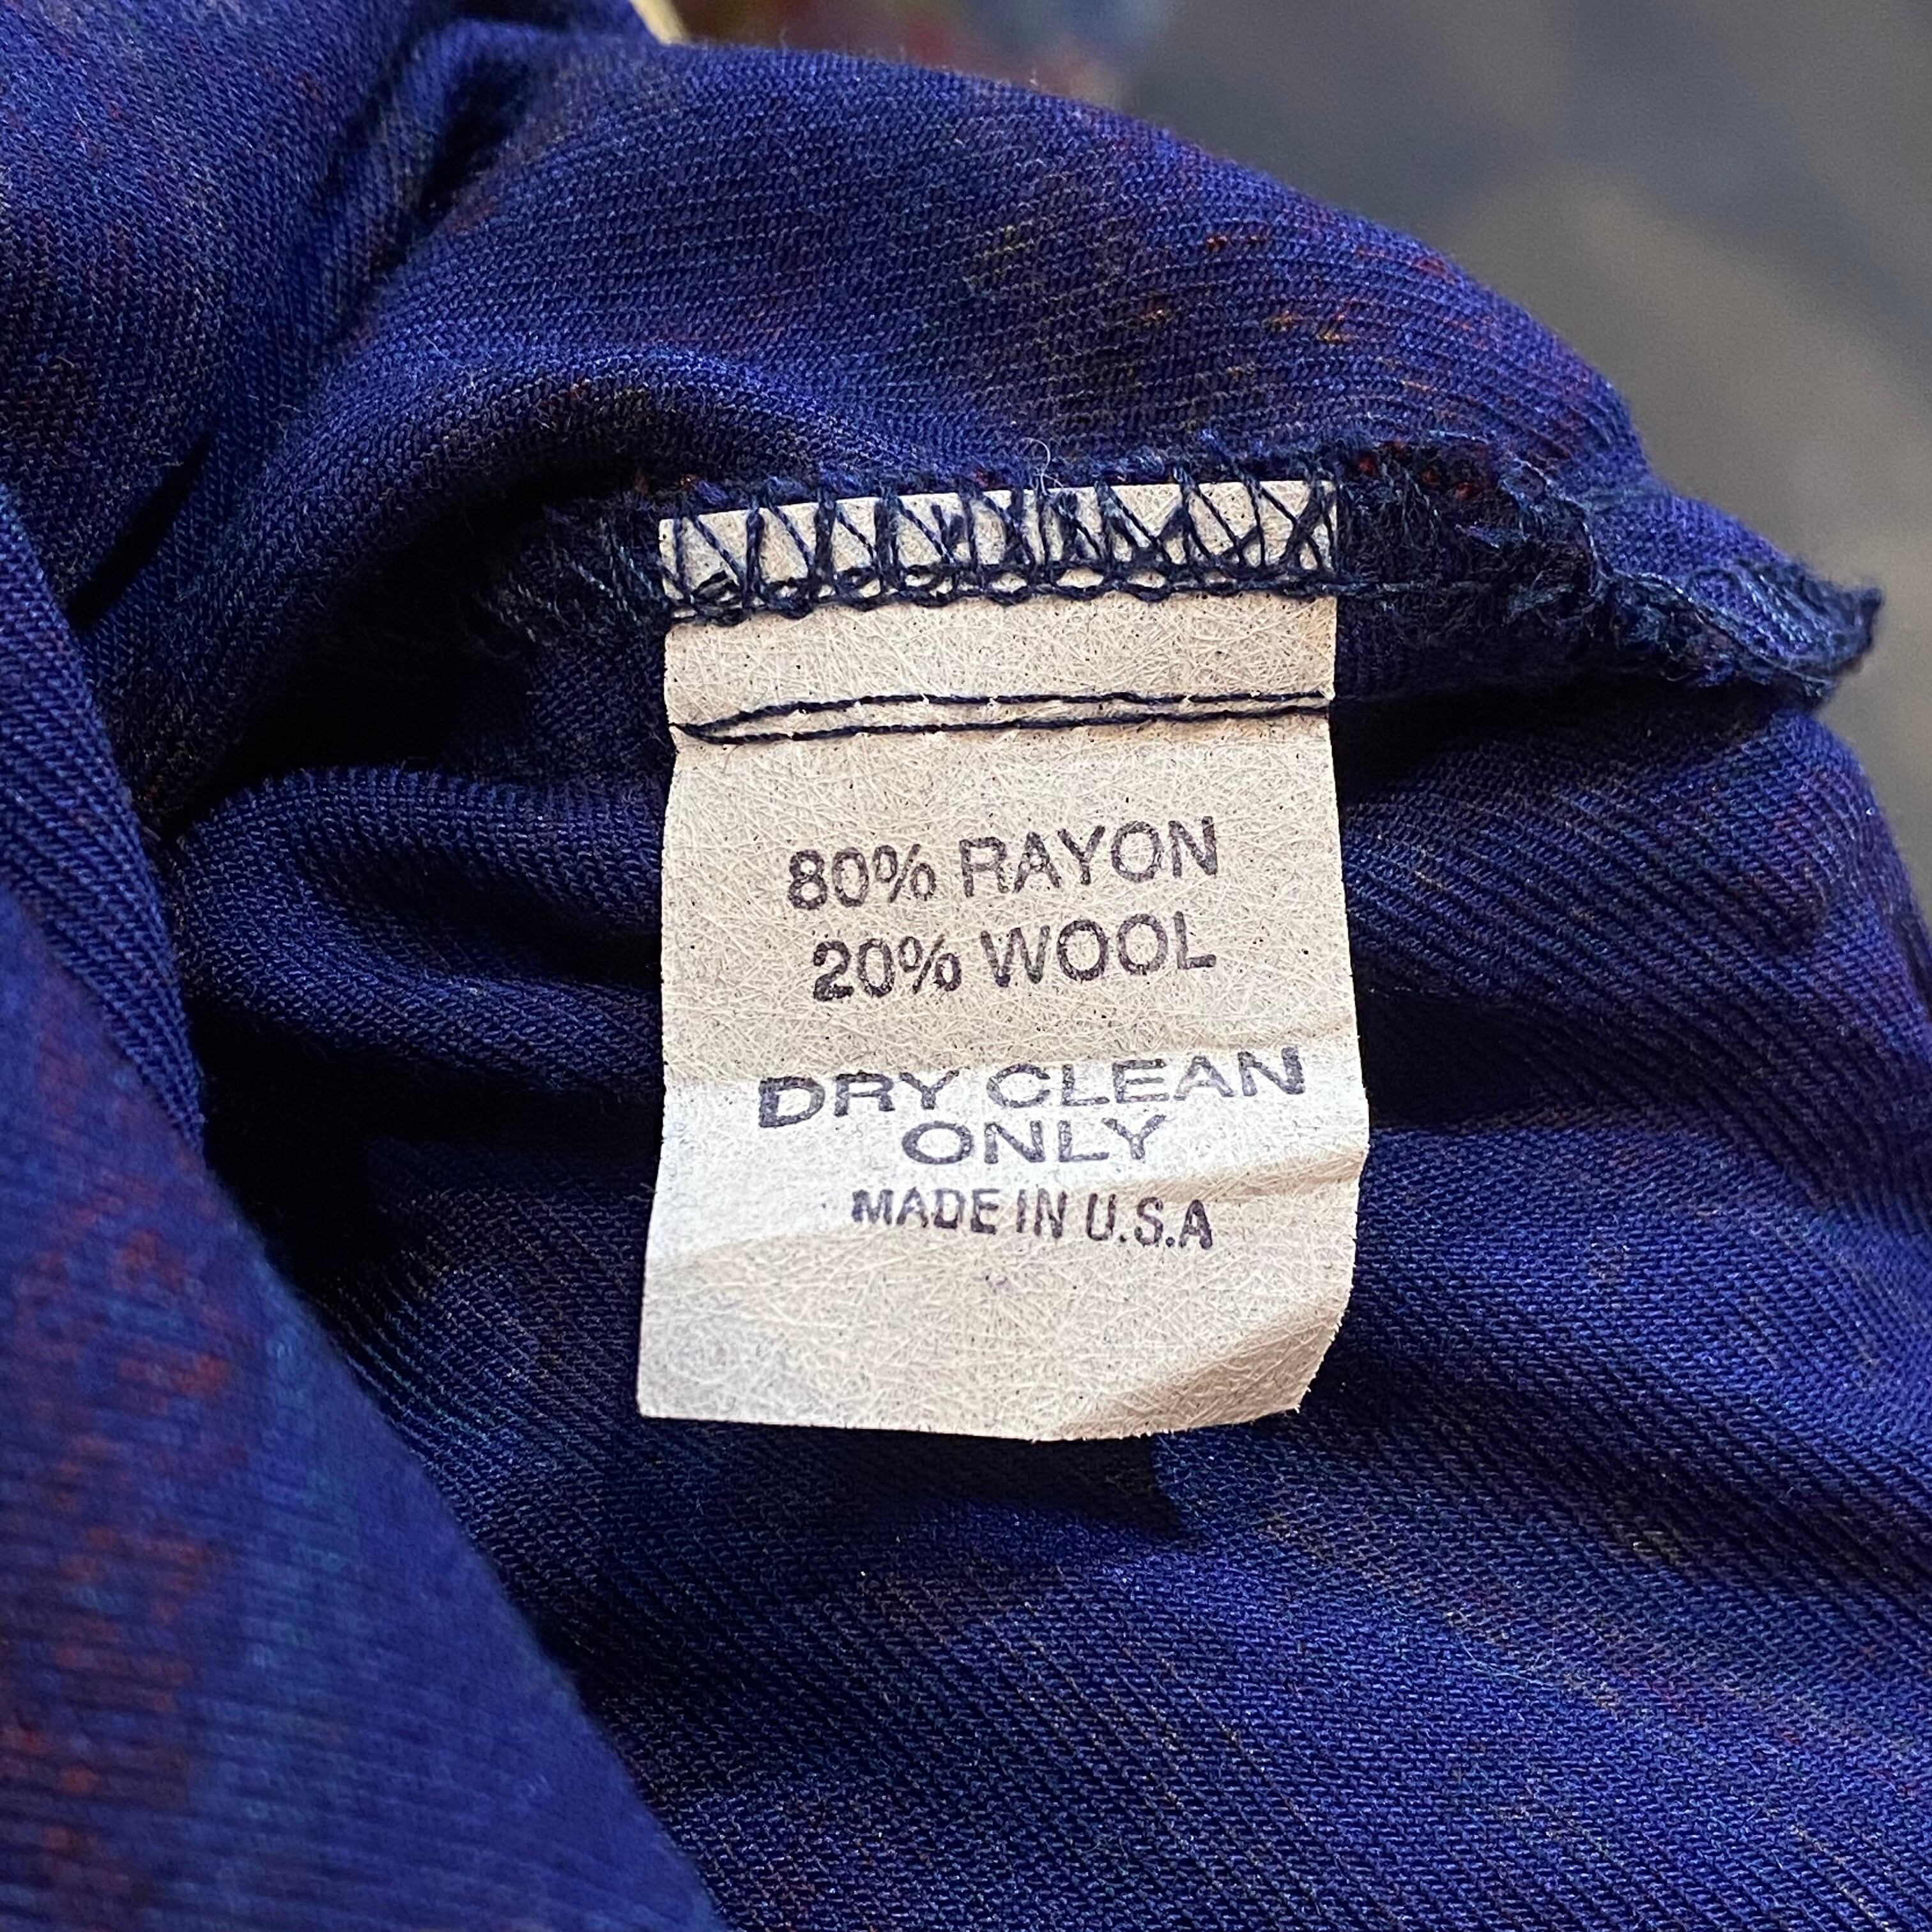 80% RAYON
20% WOOL
DRY CLEAN
ONLY
MADE IN U.S.A